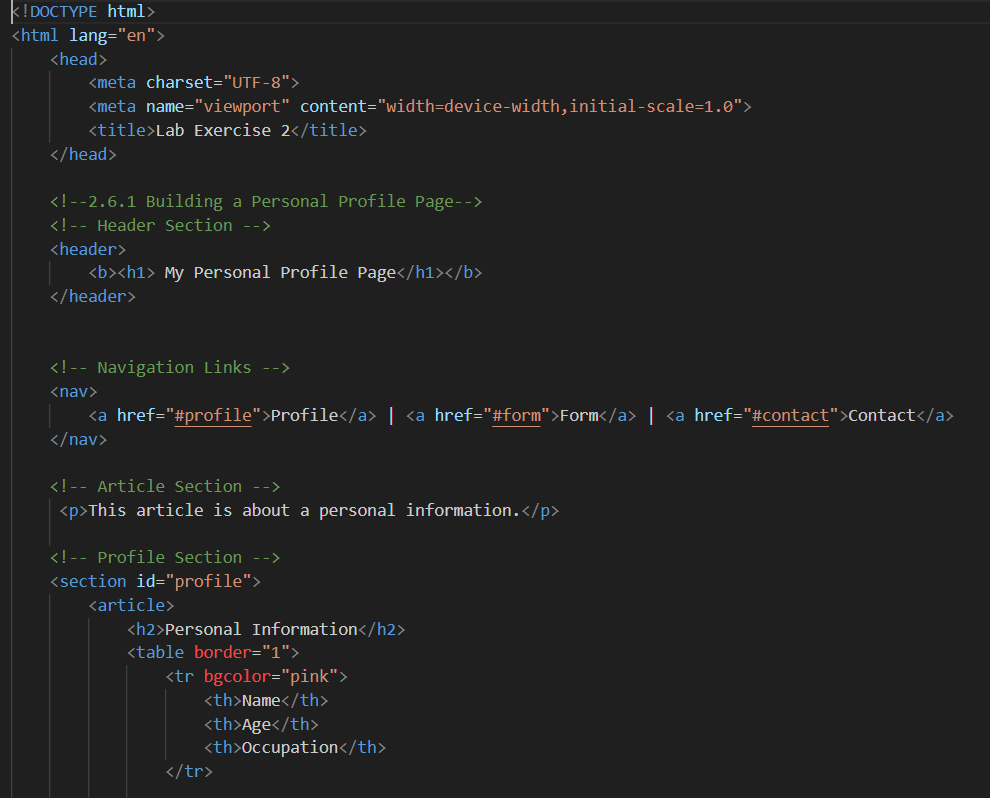 <!DOCTYPE html>
<html lang="en">
    <head>
        <meta charset="UTF-8">
        <meta name="viewport" content="width=device-width,initial-scale=1.0">
        <title>Lab Exercise 2</title>
    </head>

    <!--2.6.1 Building a Personal Profile Page-->
    <!-- Header Section -->
    <header>
        <b><h1> My Personal Profile Page</h1></b>
    </header>


    <!-- Navigation Links -->
    <nav>
        <a href="#profile">Profile</a> | <a href="#form">Form</a> | <a href="#contact">Contact</a>
    </nav>

    <!-- Article Section -->
     <p>This article is about a personal information.</p>

    <!-- Profile Section -->
    <section id="profile">
        <article>
            <h2>Personal Information</h2>
            <table border="1">
                <tr bgcolor="pink">
                    <th>Name</th>
                    <th>Age</th>
                    <th>Occupation</th>
                </tr>